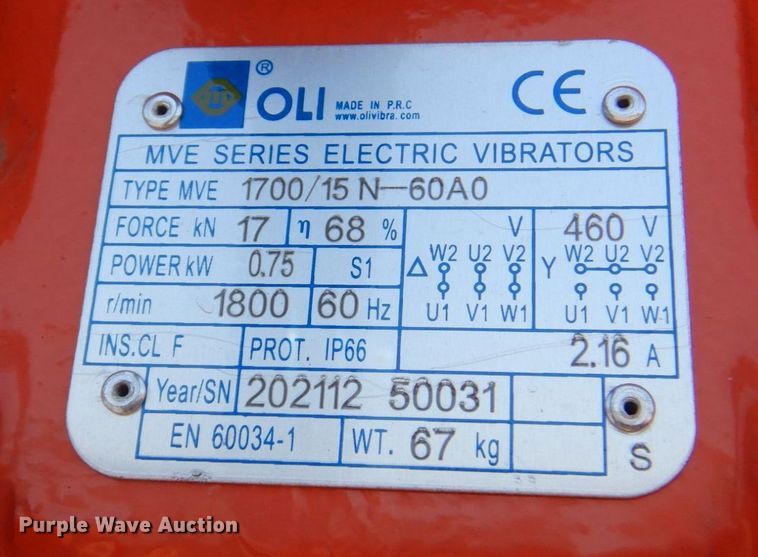 ® OLI MADE IN P.R.C
www.olivibra.com
CE
MVE SERIES ELECTRIC VIBRATORS
TYPE MVE 1700/15 N-60A0
FORCE kN 17 η 68 % V 460 V
POWER kW 0.75 S1 Δ W2 U2 V2 Y W2 U2 V2
r/min 1800 60 Hz U1 V1 W1 U1 V1 W1
INS.CL F PROT. IP66 2.16 A
Year/SN 202112 50031
EN 60034-1 WT. 67 kg S
Purple Wave Auction